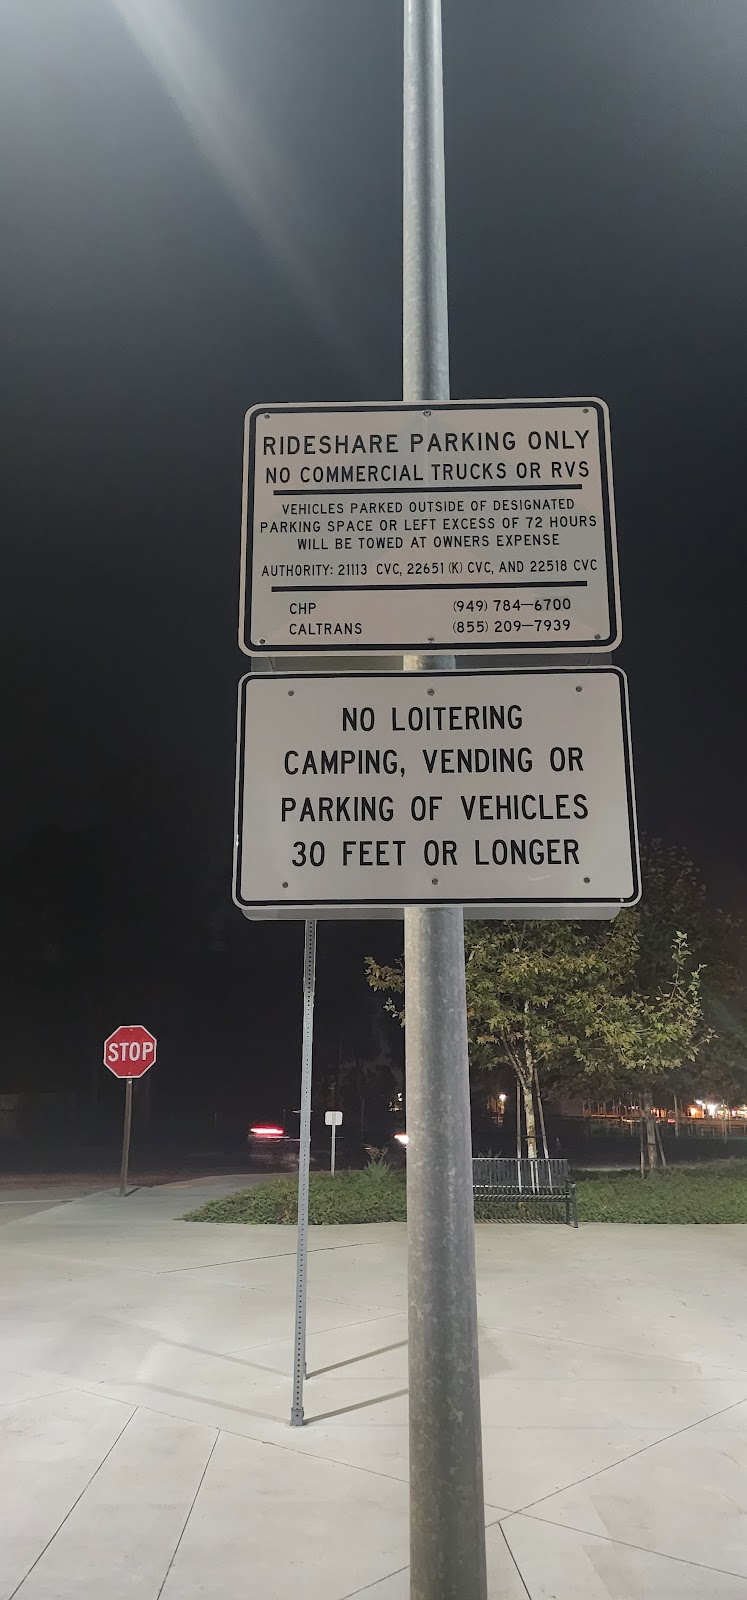 RIDESHARE PARKING ONLY
NO COMMERCIAL TRUCKS OR RVS
VEHICLES PARKED OUTSIDE OF DESIGNATED
PARKING SPACE OR LEFT EXCESS OF 72 HOURS
WILL BE TOWED AT OWNERS EXPENSE
AUTHORITY: 21113 CVC, 22651 (K) CVC, AND 22518 CVC
CHP (949) 784-6700
CALTRANS (855) 209-7939
NO LOITERING
CAMPING, VENDING OR
PARKING OF VEHICLES
30 FEET OR LONGER
STOP